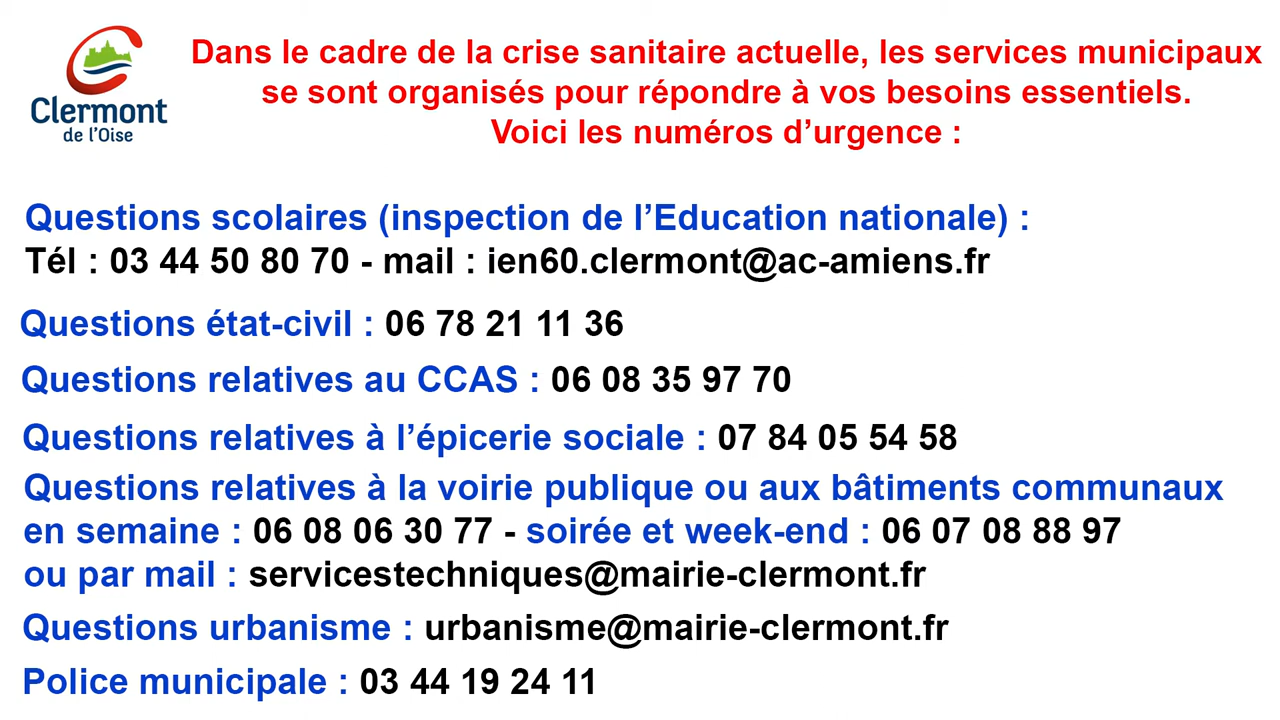 Clermont
de l’Oise
Dans le cadre de la crise sanitaire actuelle, les services municipaux
se sont organisés pour répondre à vos besoins essentiels.
Voici les numéros d’urgence :
Questions scolaires (inspection de l’Education nationale) :
Tél : 03 44 50 80 70 - mail : ien60.clermont@ac-amiens.fr
Questions état-civil : 06 78 21 11 36
Questions relatives au CCAS : 06 08 35 97 70
Questions relatives à l’épicerie sociale : 07 84 05 54 58
Questions relatives à la voirie publique ou aux bâtiments communaux
en semaine : 06 08 06 30 77 - soirée et week-end : 06 07 08 88 97
ou par mail : servicestechniques@mairie-clermont.fr
Questions urbanisme : urbanisme@mairie-clermont.fr
Police municipale : 03 44 19 24 11